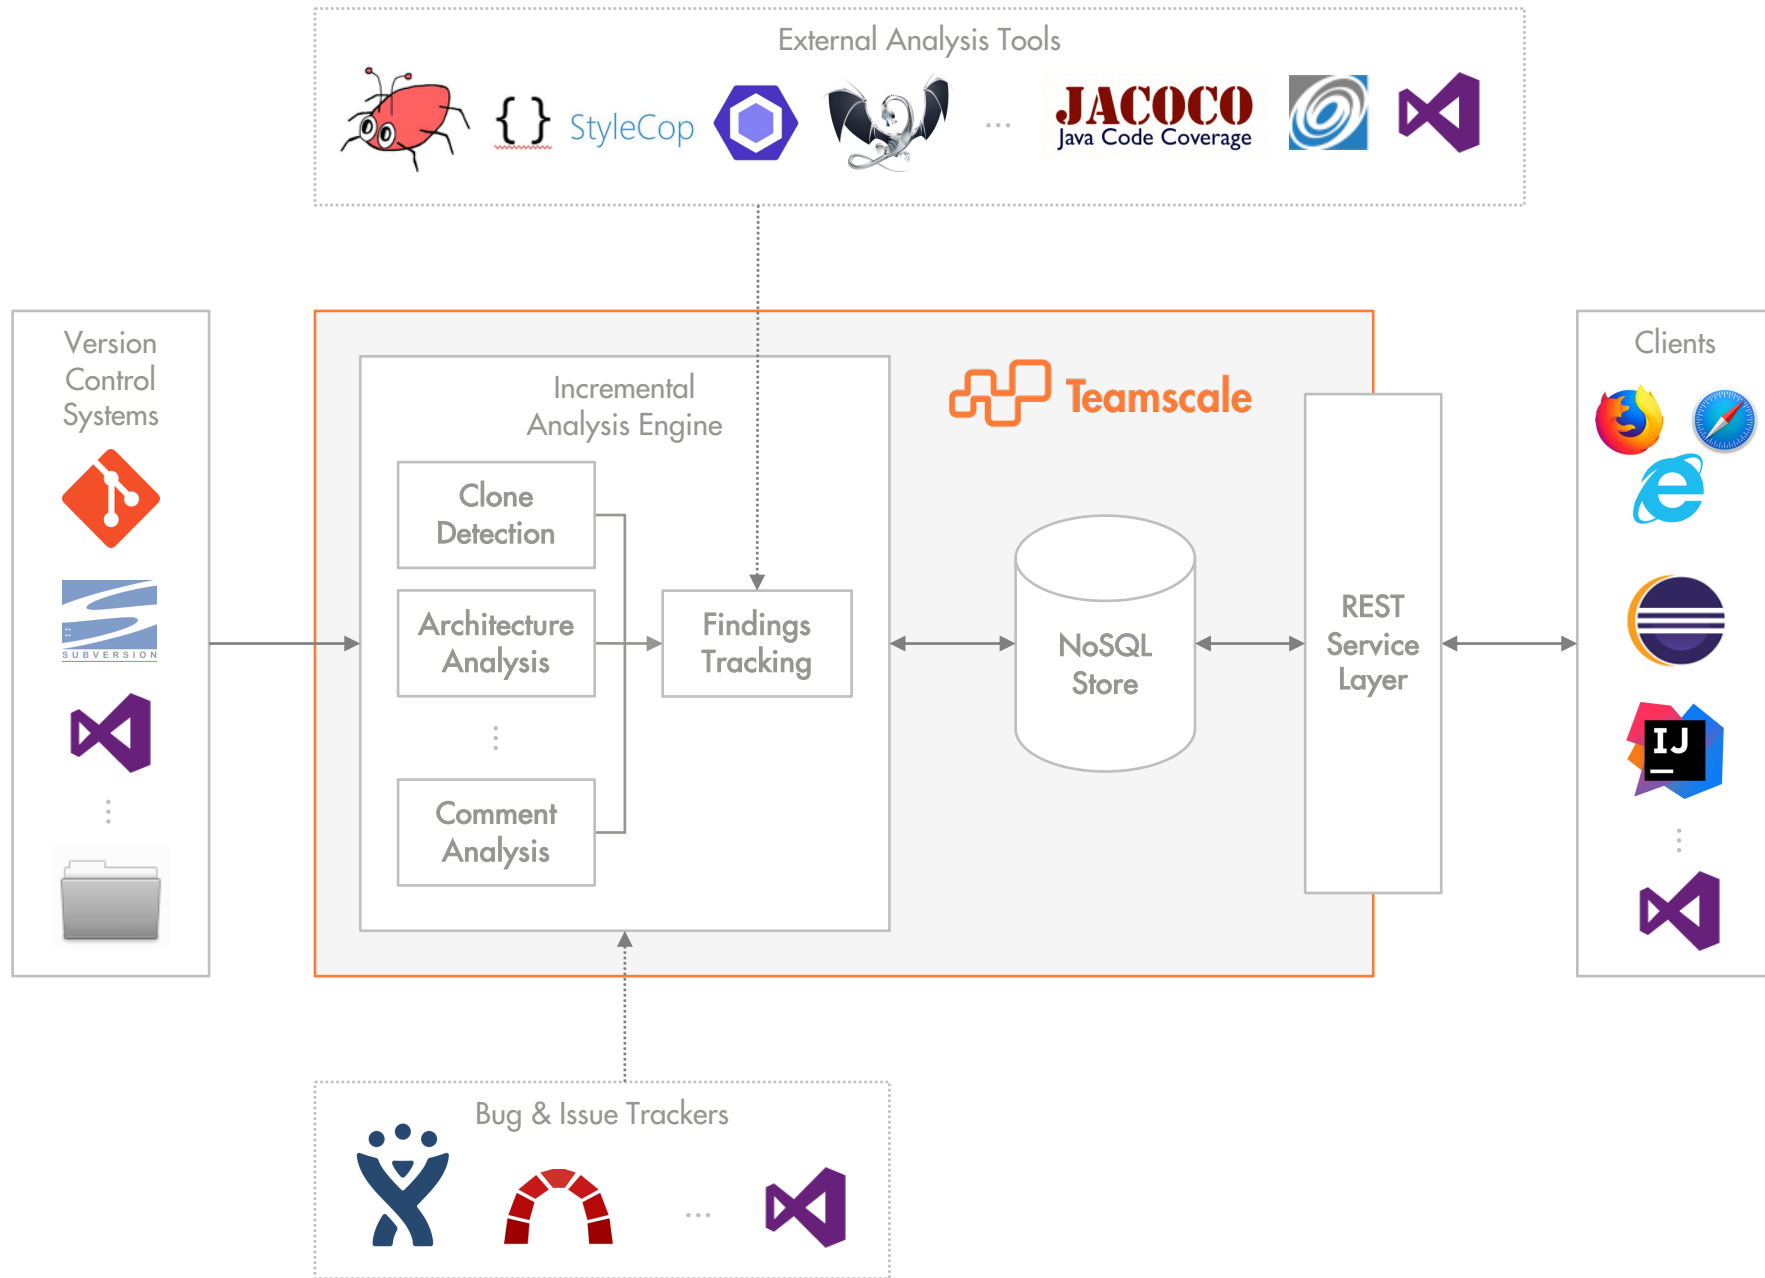 External Analysis Tools
{} StyleCop
...
JACOCO
Java Code Coverage
Version
Control
Systems
SUBVERSION
Incremental
Analysis Engine
Clone
Detection
Architecture
Analysis
Comment
Analysis
Findings
Tracking
Teamscale
NoSQL
Store
REST
Service
Layer
Clients
IJ
Bug & Issue Trackers
...